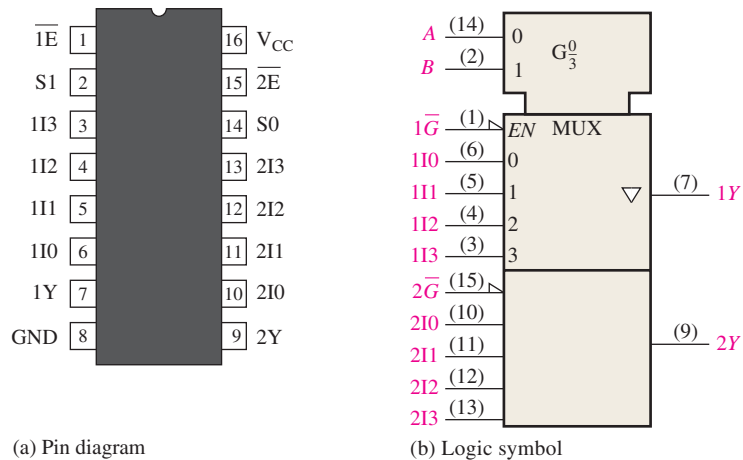 1E̅ 1 16 V_CC
S1 2 15 2E̅
1I3 3 14 S0
1I2 4 13 2I3
1I1 5 12 2I2
1I0 6 11 2I1
1Y 7 10 2I0
GND 8 9 2Y
(a) Pin diagram
A (14) 0 G 0/3
B (2) 1
1G̅ (1) EN MUX
1I0 (6) 0
1I1 (5) 1 (7) 1Y
1I2 (4) 2
1I3 (3) 3
2G̅ (15)
2I0 (10)
2I1 (11) (9) 2Y
2I2 (12)
2I3 (13)
(b) Logic symbol